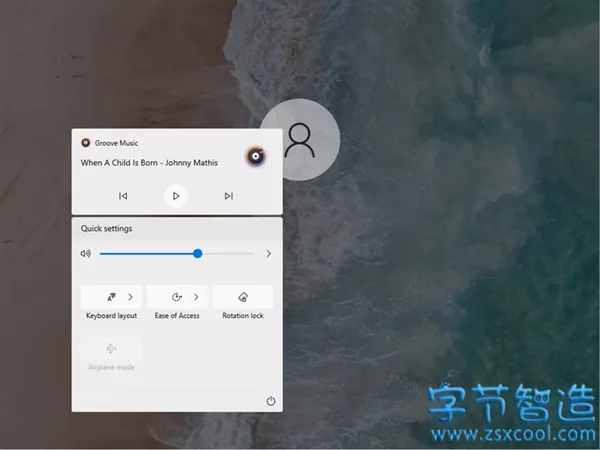 Groove Music
When A Child Is Born - Johnny Mathis
Quick settings
Keyboard layout
Ease of Access
Rotation lock
Airplane mode
字节智造
www.zsxcool.com